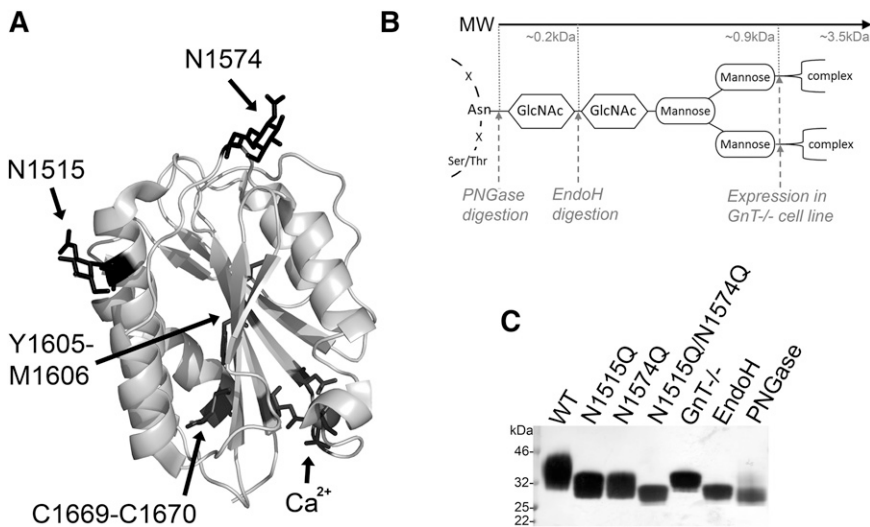 A
N1574
N1515
Y1605-
M1606
C1669-C1670
Ca2+
B
MW
~0.2kDa
~0.9kDa
~3.5kDa
X
Asn
X
Ser/Thr
GlcNAc
GlcNAc
Mannose
Mannose
complex
Mannose
complex
PNGase
digestion
EndoH
digestion
Expression in
GnT-/- cell line
C
WT
N1515Q
N1574Q
N1515Q/N1574Q
GnT-/-
EndoH
PNGase
kDa
46
32
25
22